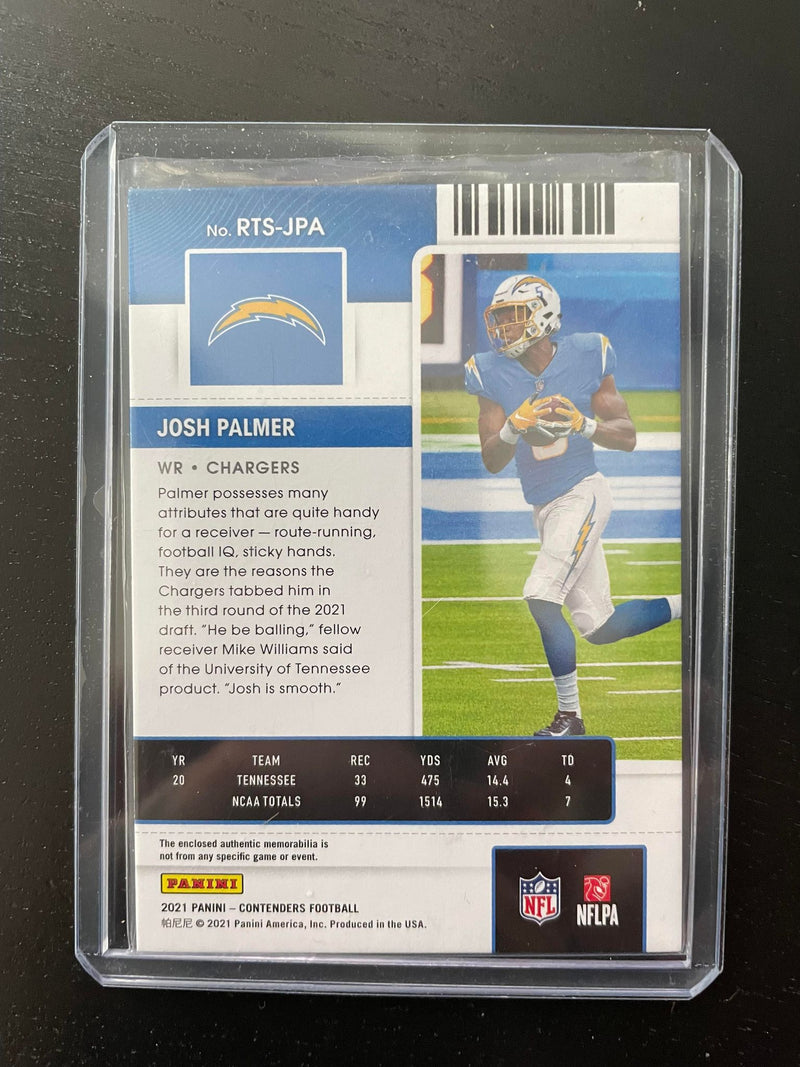 No. RTS-JPA
JOSH PALMER
WR • CHARGERS
Palmer possesses many
attributes that are quite handy
for a receiver — route-running,
football IQ, sticky hands.
They are the reasons the
Chargers tabbed him in
the third round of the 2021
draft. “He be balling,” fellow
receiver Mike Williams said
of the University of Tennessee
product. “Josh is smooth.”
YR TEAM REC YDS AVG TD
20 TENNESSEE 33 475 14.4 4
NCAA TOTALS 99 1514 15.3 7
The enclosed authentic memorabilia is
not from any specific game or event.
PANINI
2021 PANINI – CONTENDERS FOOTBALL
帕尼尼 © 2021 Panini America, Inc. Produced in the USA.
NFL
NFLPA